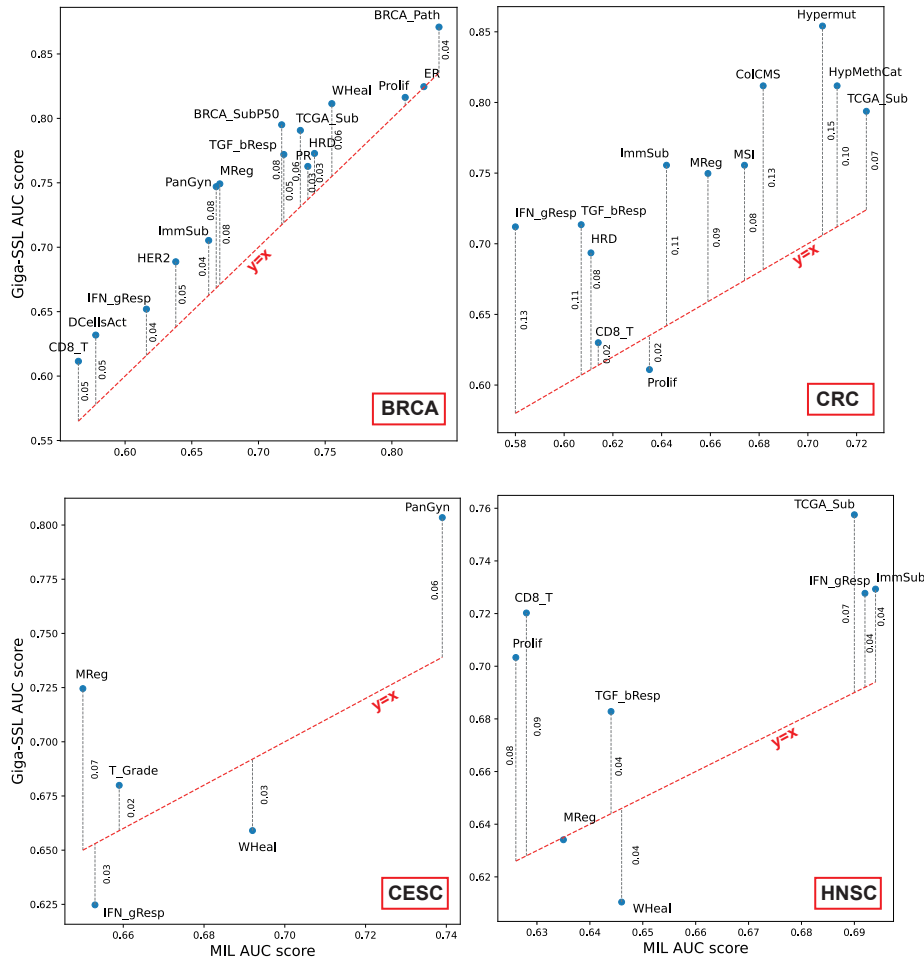 BRCA_Path
0.04
ER
Prolif
WHeal
0.06
BRCA_SubP50
TCGA_Sub
TGF_bResp
HRD
PR
0.08
0.05
0.06
0.03
0.03
MReg
PanGyn
0.08
0.08
ImmSub
0.04
HER2
0.05
IFN_gResp
0.04
DCellsAct
0.05
CD8_T
0.05
y=x
BRCA
Giga-SSL AUC score
0.85
0.80
0.75
0.70
0.65
0.60
0.55
0.60
0.65
0.70
0.75
0.80
Hypermut
0.15
HypMethCat
0.10
TCGA_Sub
0.07
ColCMS
0.13
MSI
0.08
MReg
0.09
ImmSub
0.11
IFN_gResp
0.13
TGF_bResp
0.11
HRD
0.08
CD8_T
0.02
0.02
Prolif
y=x
CRC
0.85
0.80
0.75
0.70
0.65
0.60
0.58
0.60
0.62
0.64
0.66
0.68
0.70
0.72
PanGyn
0.06
MReg
0.07
T_Grade
0.02
0.03
WHeal
0.03
IFN_gResp
y=x
CESC
Giga-SSL AUC score
0.800
0.775
0.750
0.725
0.700
0.675
0.650
0.625
0.66
0.68
0.70
0.72
0.74
MIL AUC score
TCGA_Sub
0.07
IFN_gResp
0.04
ImmSub
0.04
CD8_T
0.09
Prolif
0.08
TGF_bResp
0.04
MReg
0.04
WHeal
y=x
HNSC
0.76
0.74
0.72
0.70
0.68
0.66
0.64
0.62
0.63
0.64
0.65
0.66
0.67
0.68
0.69
MIL AUC score